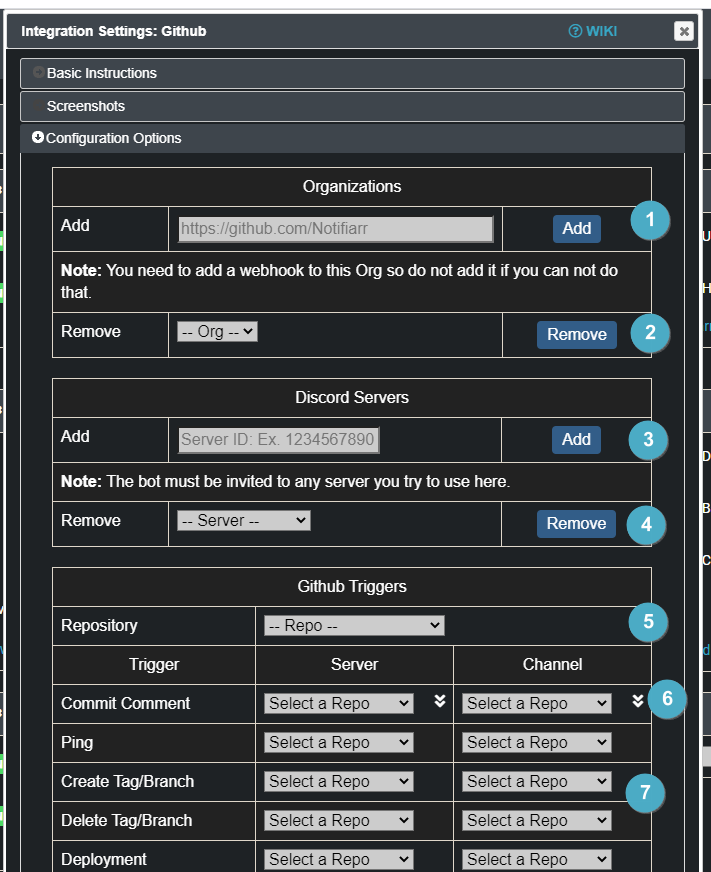 Integration Settings: Github
WIKI
Basic Instructions
Screenshots
Configuration Options
Organizations
Add https://github.com/Notifiarr Add 1
Note: You need to add a webhook to this Org so do not add it if you can not do
that.
Remove -- Org -- Remove 2
Discord Servers
Add Server ID: Ex. 1234567890 Add 3
Note: The bot must be invited to any server you try to use here.
Remove -- Server -- Remove 4
Github Triggers
Repository -- Repo -- 5
Trigger Server Channel
Commit Comment Select a Repo Select a Repo 6
Ping Select a Repo Select a Repo
Create Tag/Branch Select a Repo Select a Repo 7
Delete Tag/Branch Select a Repo Select a Repo
Deployment Select a Repo Select a Repo